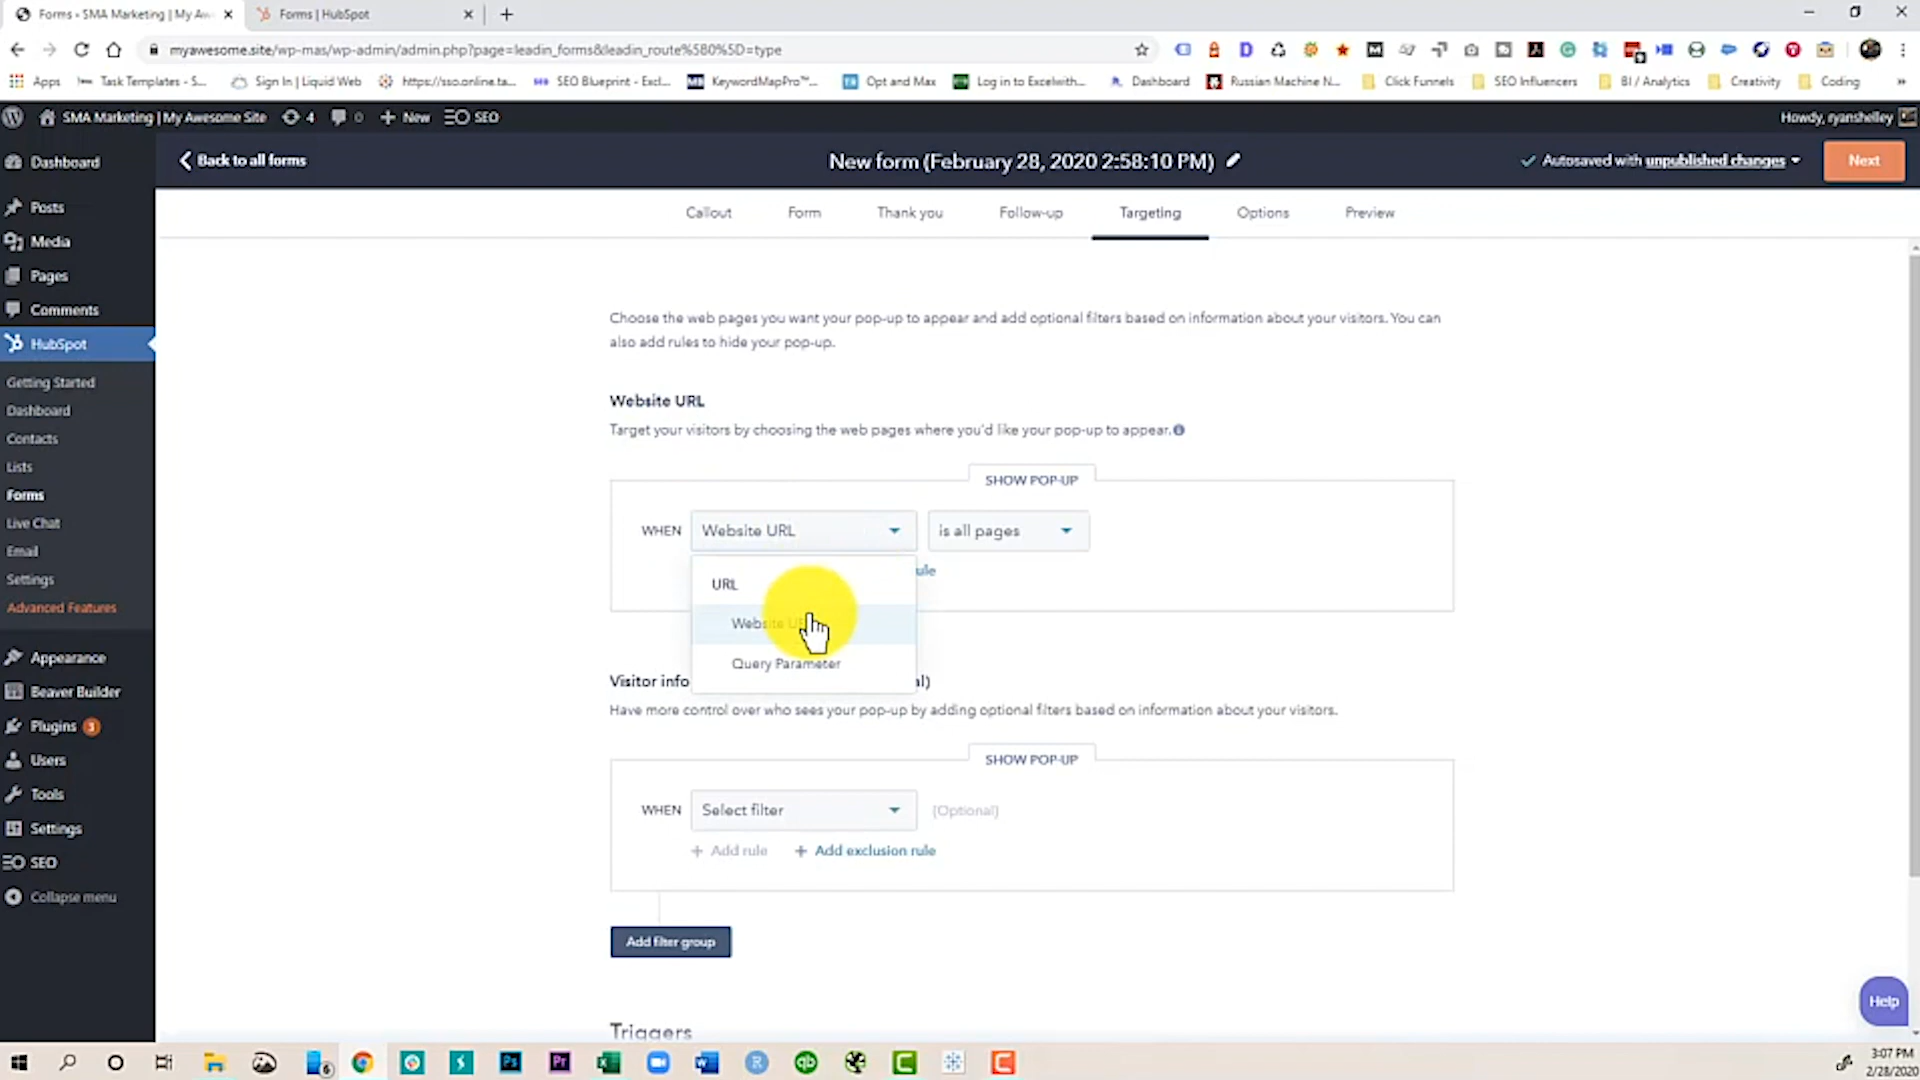 Forms ‹ SMA Marketing | My Aw
Forms | HubSpot
myawesome.site/wp-mas/wp-admin/admin.php?page=leadin_forms&leadin_route%5B0%5D=type
Apps
Task Templates - S...
Sign In | Liquid Web
https://sso.online.ta...
SEO Blueprint - Excl...
KeywordMapPro™...
Opt and Max
Log in to Excelwith...
Dashboard
Russian Machine N...
Click Funnels
SEO Influencers
BI / Analytics
Creativity
Coding
»
SMA Marketing | My Awesome Site
4
0
+ New
SEO
Howdy, ryanshelley
Back to all forms
New form (February 28, 2020 2:58:10 PM)
Autosaved with unpublished changes
Next
Dashboard
Posts
Media
Pages
Comments
HubSpot
Getting Started
Dashboard
Contacts
Lists
Forms
Live Chat
Email
Settings
Advanced Features
Appearance
Beaver Builder
Plugins 3
Users
Tools
Settings
SEO
Collapse menu
Callout
Form
Thank you
Follow-up
Targeting
Options
Preview
Choose the web pages you want your pop-up to appear and add optional filters based on information about your visitors. You can
also add rules to hide your pop-up.
Website URL
Target your visitors by choosing the web pages where you'd like your pop-up to appear.
SHOW POP-UP
WHEN
Website URL
is all pages
ule
URL
Website U
Query Parameter
Visitor info
al)
Have more control over who sees your pop-up by adding optional filters based on information about your visitors.
SHOW POP-UP
WHEN
Select filter
(Optional)
+ Add rule
+ Add exclusion rule
Add filter group
Triggers
Help
3:07 PM
2/28/2020